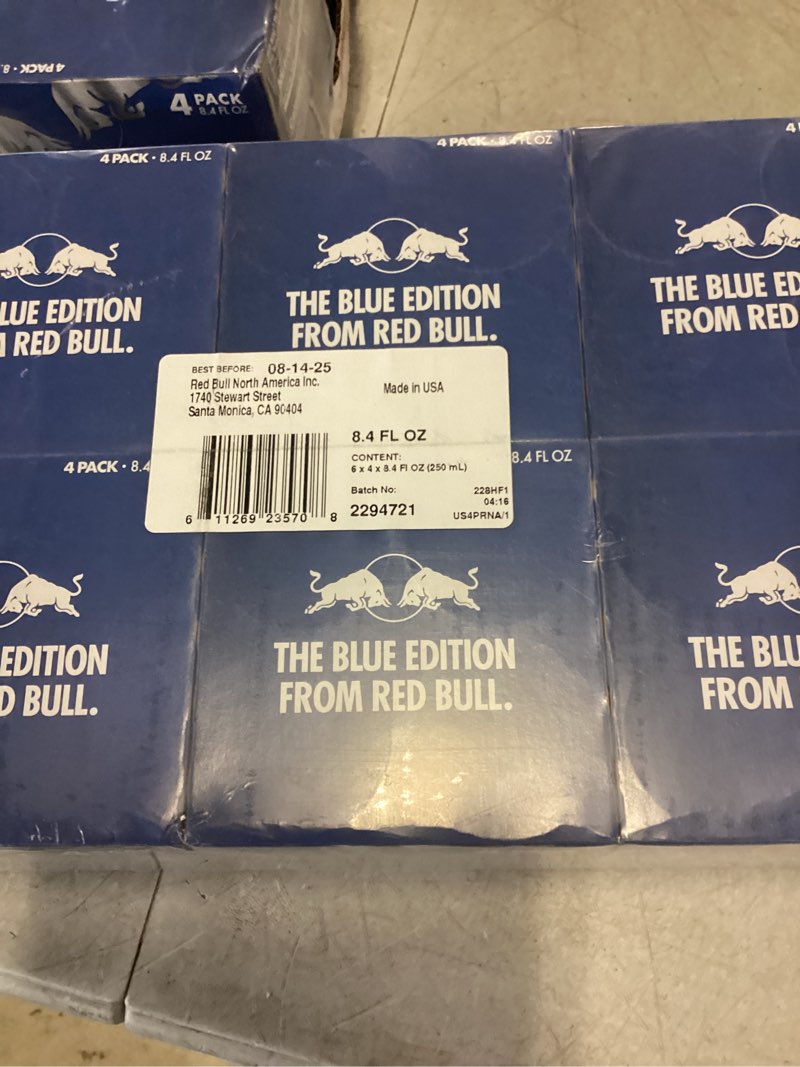 4 PACK • 8
4 PACK
8.4 FL OZ
4 PACK • 8.4 FL OZ
4 PACK • 8.4 FL OZ
4
LUE EDITION
RED BULL.
THE BLUE EDITION
FROM RED BULL.
THE BLUE ED
FROM RED
BEST BEFORE: 08-14-25
Red Bull North America Inc.
1740 Stewart Street
Santa Monica, CA 90404
Made in USA
8.4 FL OZ
CONTENT:
6 x 4 x 8.4 Fl OZ (250 mL)
Batch No:
2294721
228HF1
04:16
US4PRNA/1
6 11269 23570 8
4 PACK • 8.4
8.4 FL OZ
EDITION
D BULL.
THE BLUE EDITION
FROM RED BULL.
THE BLU
FROM